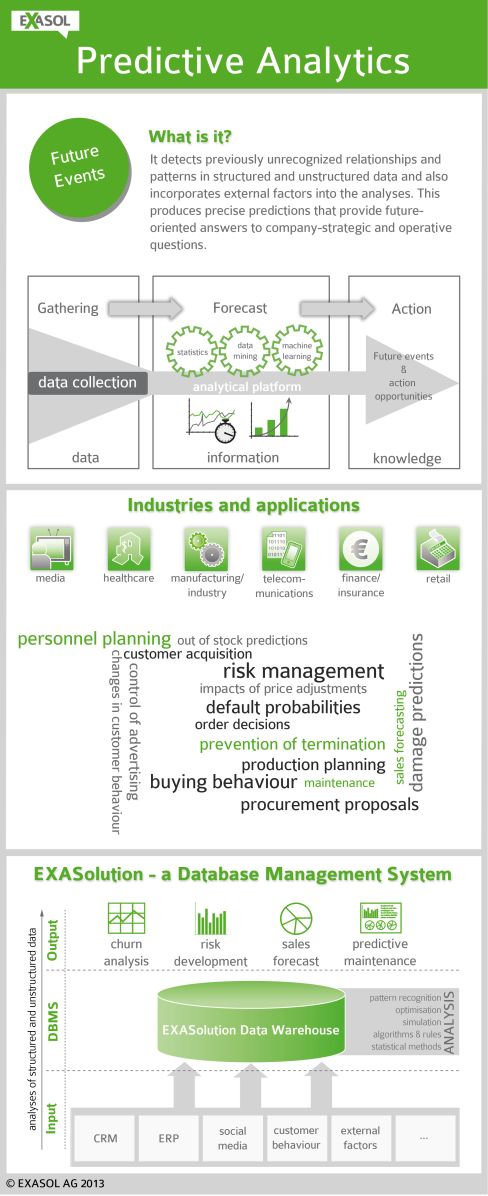 EXASOL
Predictive Analytics
Future
Events
What is it?
It detects previously unrecognized relationships and
patterns in structured and unstructured data and also
incorporates external factors into the analyses. This
produces precise predictions that provide future-
oriented answers to company-strategic and operative
questions.
Gathering
Forecast
Action
statistics
data
mining
machine
learning
data collection
analytical platform
Future events
&
action
opportunities
data
information
knowledge
Industries and applications
media
healthcare
manufacturing/
industry
telecom-
munications
finance/
insurance
retail
personnel planning
out of stock predictions
customer acquisition
risk management
impacts of price adjustments
default probabilities
order decisions
prevention of termination
production planning
buying behaviour
maintenance
procurement proposals
changes in customer behaviour
control of advertising
sales forecasting
damage predictions
EXASolution - a Database Management System
analyses of structured and unstructured data
Output
churn
analysis
risk
development
sales
forecast
predictive
maintenance
DBMS
EXASolution Data Warehouse
pattern recognition
optimisation
simulation
algorithms & rules
statistical methods
ANALYSIS
Input
CRM
ERP
social
media
customer
behaviour
external
factors
...
© EXASOL AG 2013